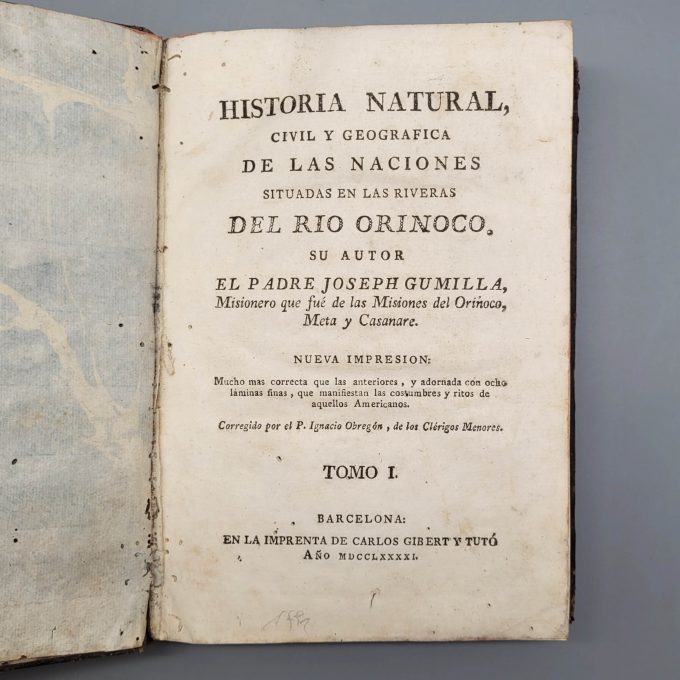 HISTORIA NATURAL,
CIVIL Y GEOGRAFICA
DE LAS NACIONES
SITUADAS EN LAS RIVERAS
DEL RIO ORINOCO.
SU AUTOR
EL PADRE JOSEPH GUMILLA,
Misionero que fué de las Misiones del Orinoco,
Meta y Casanare.
NUEVA IMPRESION:
Mucho mas correcta que las anteriores, y adornada con ocho
láminas finas, que manifiestan las costumbres y ritos de
aquellos Americanos.
Corregido por el P. Ignacio Obregón, de los Clérigos Menores.
TOMO I.
BARCELONA:
EN LA IMPRENTA DE CARLOS GIBERT Y TUTÓ
AÑO MDCCLXXXXI.